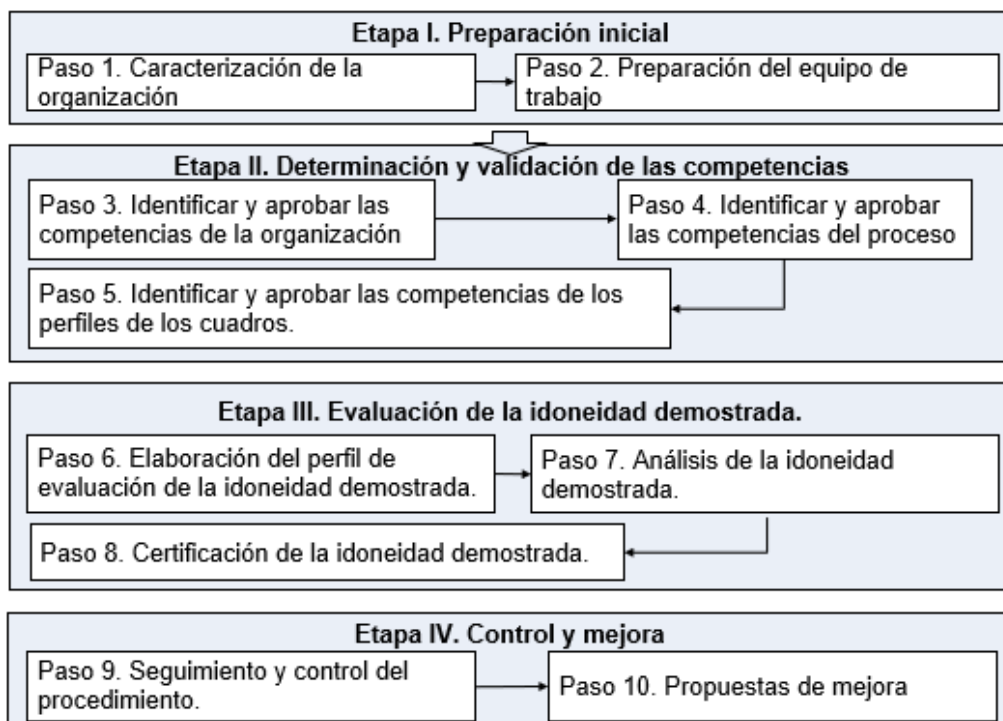 Etapa I. Preparación inicial
Paso 1. Caracterización de la
organización
Paso 2. Preparación del equipo de
trabajo
Etapa II. Determinación y validación de las competencias
Paso 3. Identificar y aprobar las
competencias de la organización
Paso 4. Identificar y aprobar
las competencias del proceso
Paso 5. Identificar y aprobar las competencias de los
perfiles de los cuadros.
Etapa III. Evaluación de la idoneidad demostrada.
Paso 6. Elaboración del perfil de
evaluación de la idoneidad demostrada.
Paso 7. Análisis de la idoneidad
demostrada.
Paso 8. Certificación de la idoneidad demostrada.
Etapa IV. Control y mejora
Paso 9. Seguimiento y control del
procedimiento.
Paso 10. Propuestas de mejora